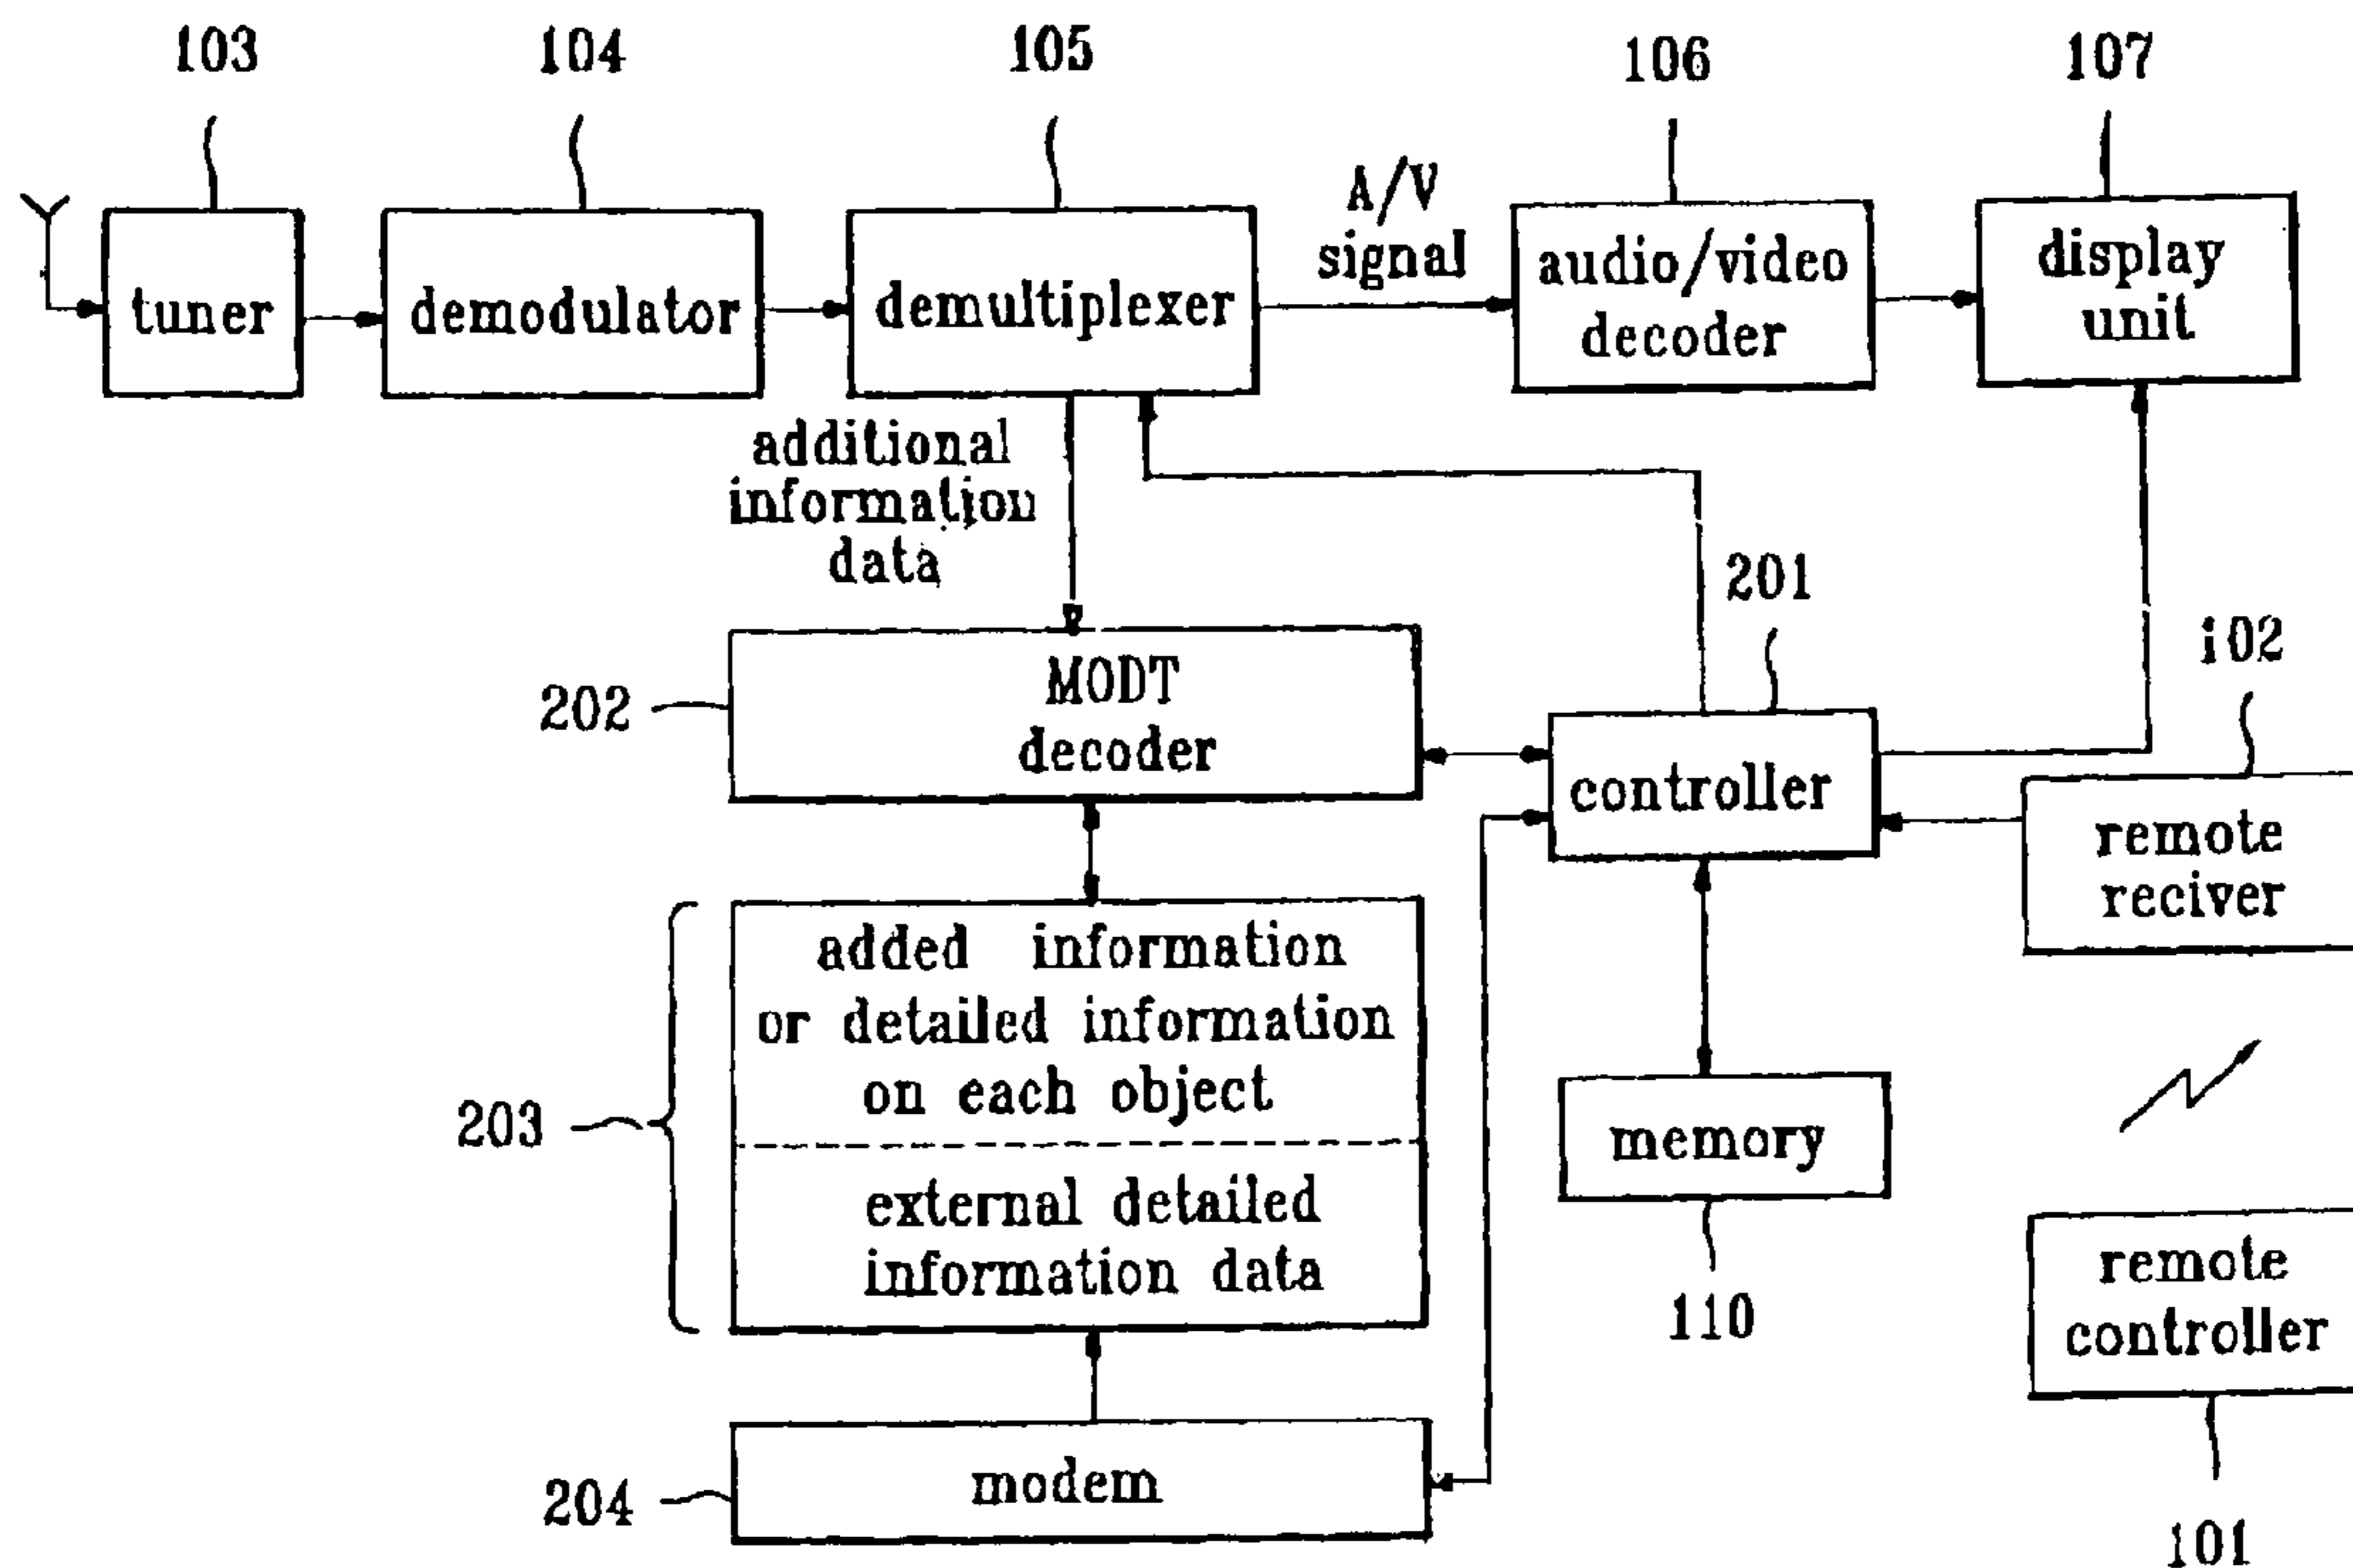 103
104
105
106
107
A/V
signal
tuner
demodulator
demultiplexer
audio/video
decoder
display
unit
additional
information
data
201
102
202
MODT
decoder
controller
remote
reciver
203
added information
or detailed information
on each object
external detailed
information data
memory
110
remote
controller
101
204
modem